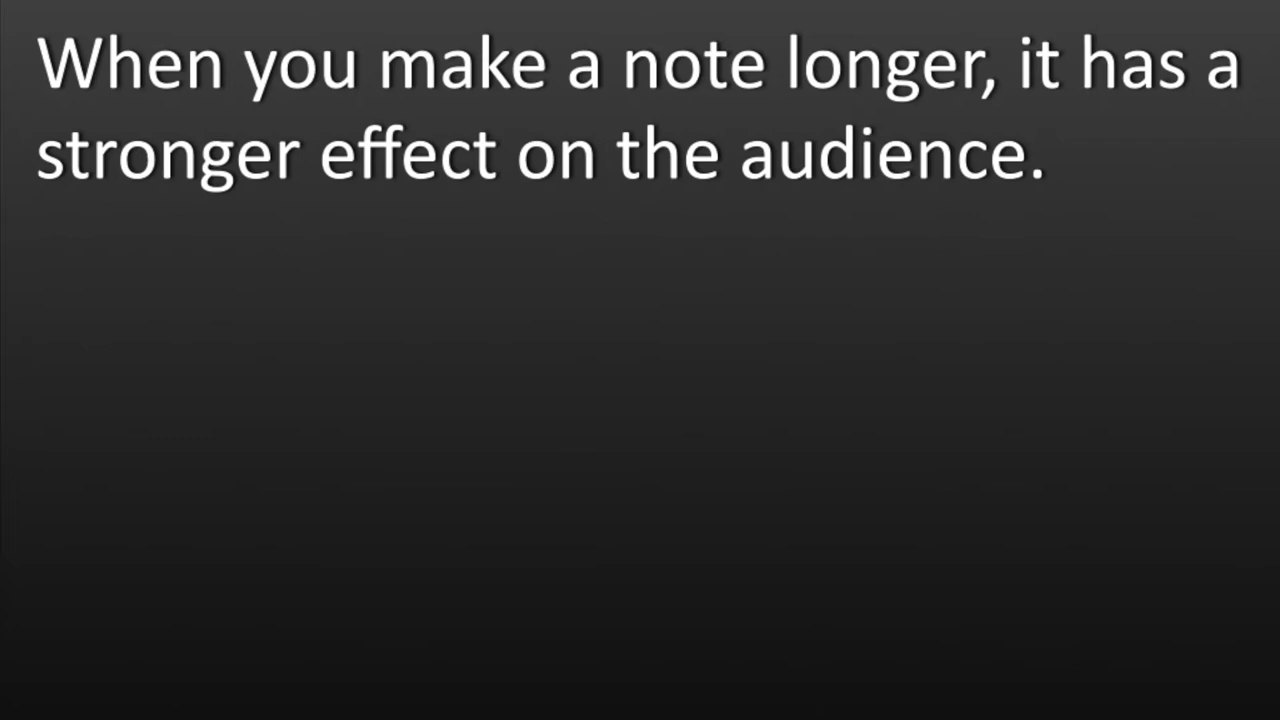 When you make a note longer, it has a
stronger effect on the audience.